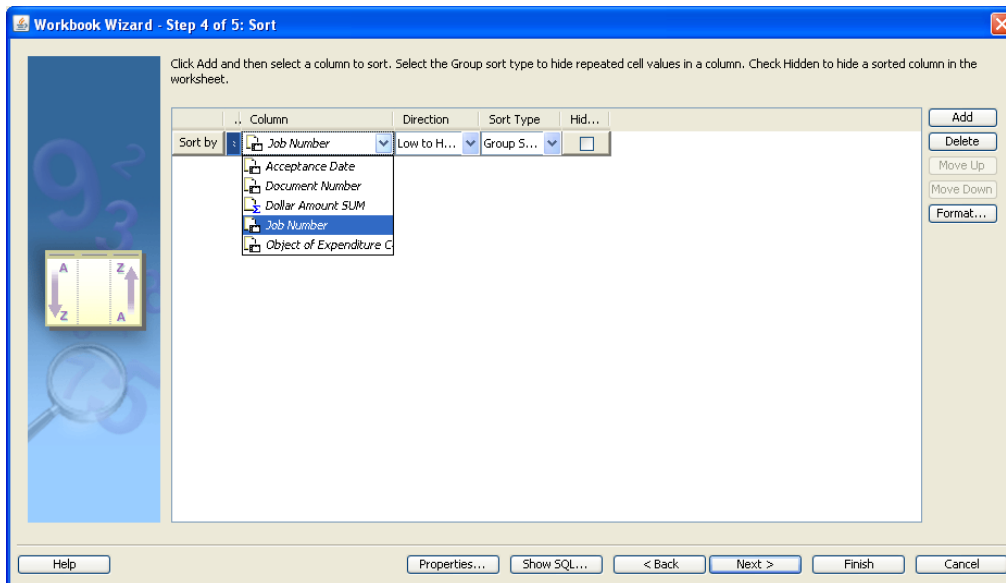 Workbook Wizard - Step 4 of 5: Sort
Click Add and then select a column to sort. Select the Group sort type to hide repeated cell values in a column. Check Hidden to hide a sorted column in the
worksheet.
.. Column Direction Sort Type Hid...
Sort by Job Number Low to H... Group S...
Acceptance Date
Document Number
Dollar Amount SUM
Job Number
Object of Expenditure C
Add
Delete
Move Up
Move Down
Format...
9 2
3
A Z
Z A
Help Properties... Show SQL... < Back Next > Finish Cancel